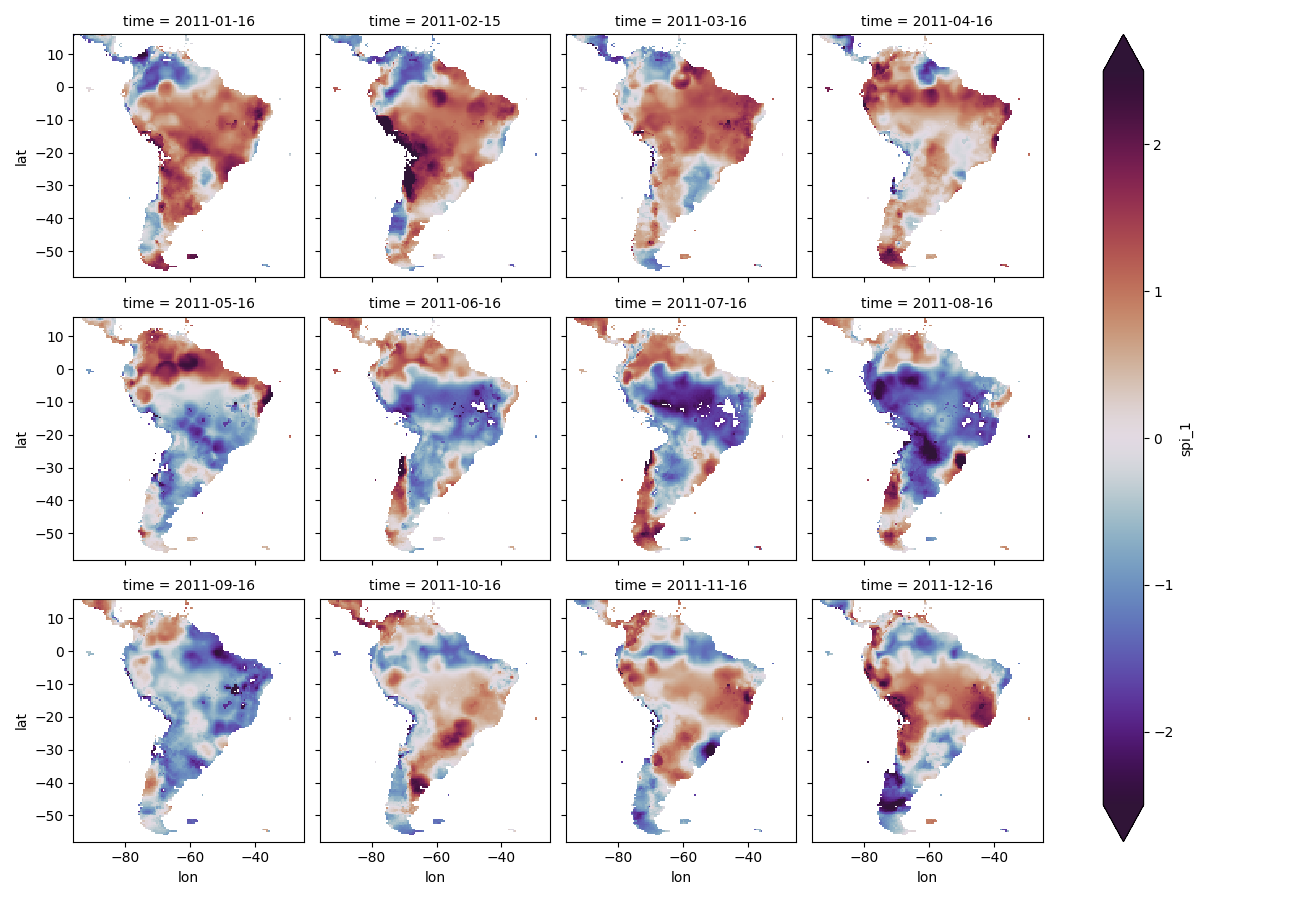 time = 2011-01-16
time = 2011-02-15
time = 2011-03-16
time = 2011-04-16
10
0
−10
−20
−30
−40
−50
lat
time = 2011-05-16
time = 2011-06-16
time = 2011-07-16
time = 2011-08-16
10
0
−10
−20
−30
−40
−50
lat
time = 2011-09-16
time = 2011-10-16
time = 2011-11-16
time = 2011-12-16
10
0
−10
−20
−30
−40
−50
lat
−80 −60 −40
lon
−80 −60 −40
lon
−80 −60 −40
lon
−80 −60 −40
lon
2
1
0
−1
−2
spi_1